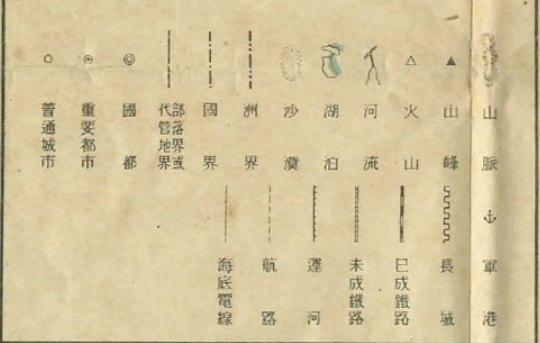 山脈
山峰
火山
河流
湖泊
沙漠
洲界
國界
部落界或
代管地界
國都
重要都市
普通城市
軍港
長城
已成鐵路
未成鐵路
運河
航路
海底電線